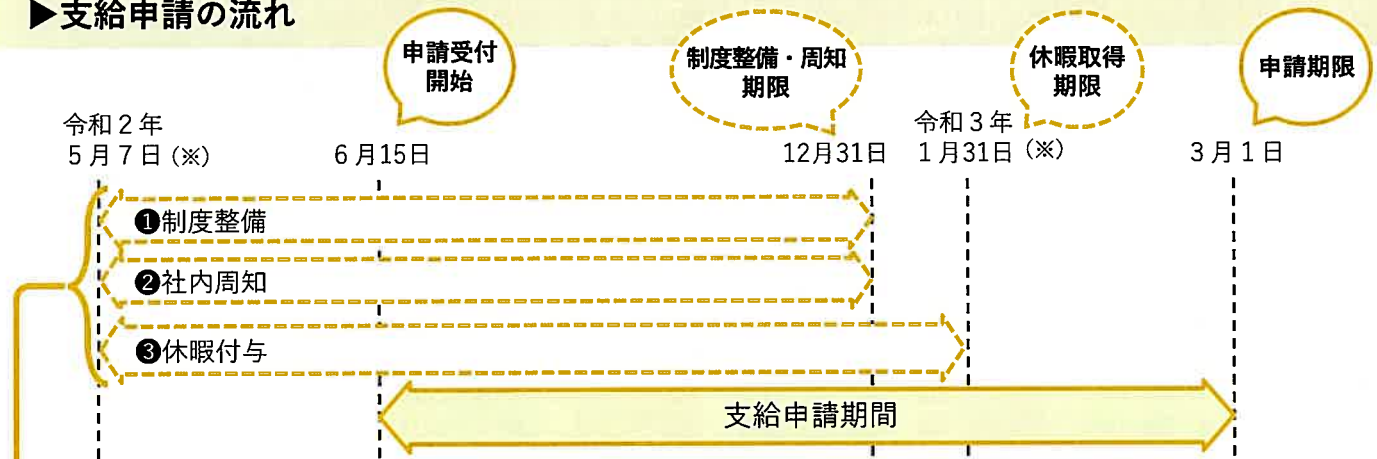 ▶支給申請の流れ
申請受付
開始
制度整備・周知
期限
休暇取得
期限
申請期限
令和2年
5月7日(※)
6月15日
12月31日
令和3年
1月31日(※)
3月1日
❶制度整備
❷社内周知
❸休暇付与
支給申請期間